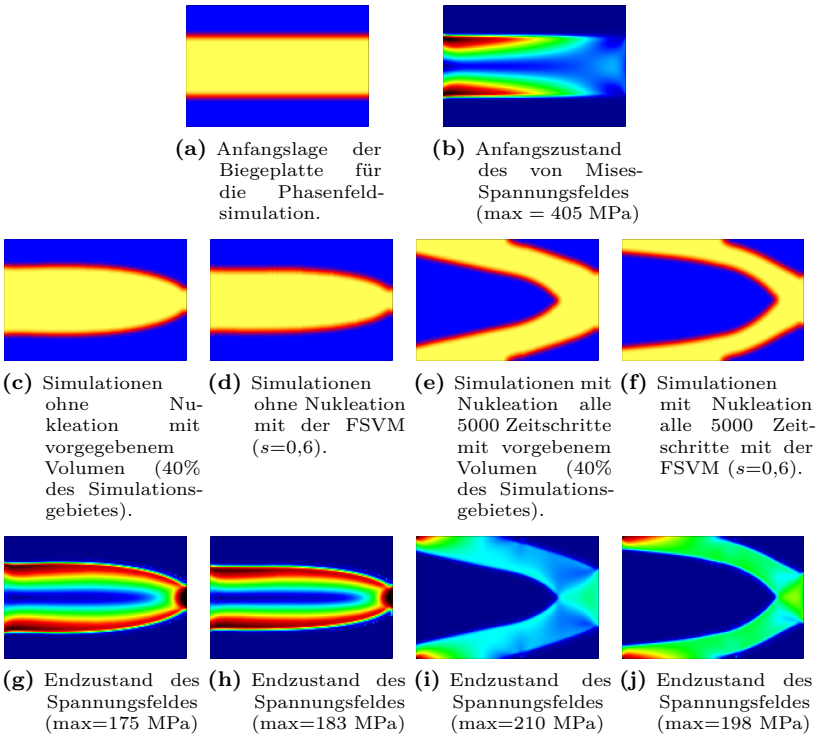 (a) Anfangslage der
Biegeplatte für
die Phasenfeld-
simulation.
(b) Anfangszustand
des von Mises-
Spannungsfeldes
(max = 405 MPa)
(c) Simulationen
ohne Nu-
kleation mit
vorgegebenem
Volumen (40%
des Simulations-
gebietes).
(d) Simulationen
ohne Nukleation
mit der FSVM
(s=0,6).
(e) Simulationen mit
Nukleation alle
5000 Zeitschritte
mit vorgebenem
Volumen (40%
des Simulations-
gebietes).
(f) Simulationen
mit Nukleation
alle 5000 Zeit-
schritte mit der
FSVM (s=0,6).
(g) Endzustand des
Spannungsfeldes
(max=175 MPa)
(h) Endzustand des
Spannungsfeldes
(max=183 MPa)
(i) Endzustand des
Spannungsfeldes
(max=210 MPa)
(j) Endzustand des
Spannungsfeldes
(max=198 MPa)